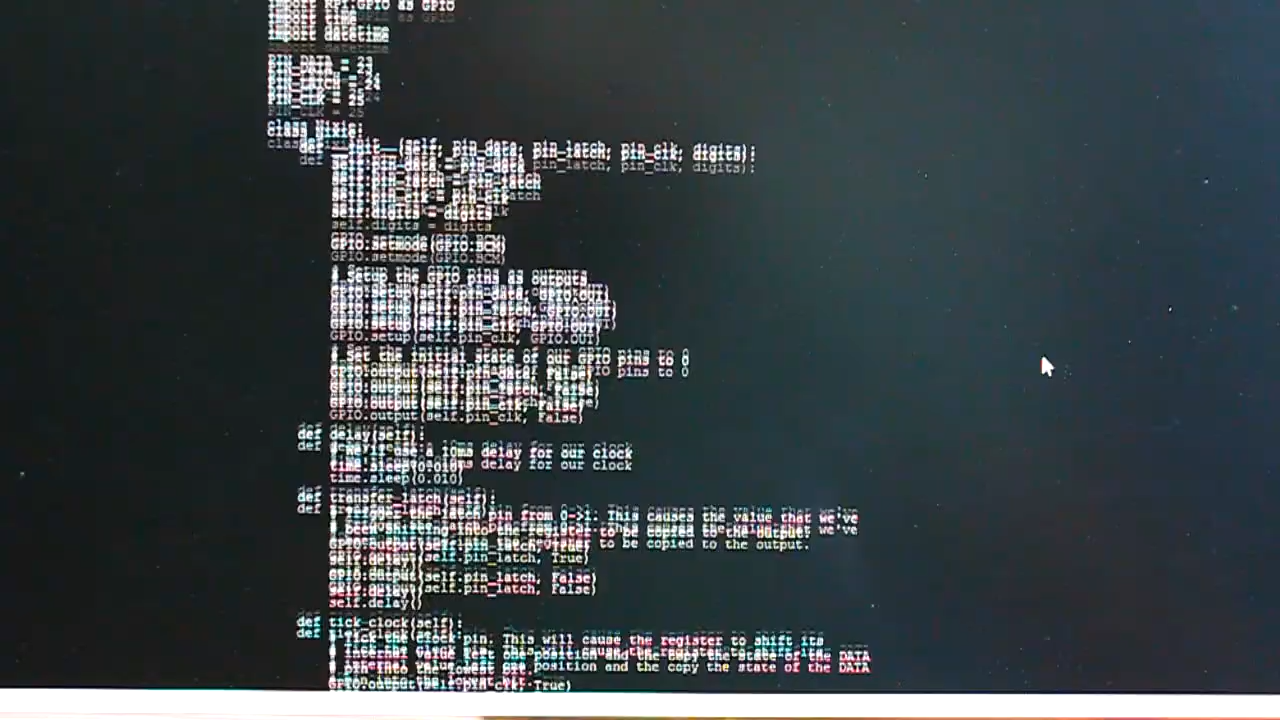 import RPi.GPIO as GPIO
import time
import datetime
PIN_DATA = 23
PIN_LATCH = 24
PIN_CLK = 25
class Nixie:
def __init__(self, pin_data, pin_latch, pin_clk, digits):
self.pin_data = pin_data
self.pin_latch = pin_latch
self.pin_clk = pin_clk
self.digits = digits
GPIO.setmode(GPIO.BCM)
# Setup the GPIO pins as outputs
GPIO.setup(self.pin_data, GPIO.OUT)
GPIO.setup(self.pin_latch, GPIO.OUT)
GPIO.setup(self.pin_clk, GPIO.OUT)
# Set the initial state of our GPIO pins to 0
GPIO.output(self.pin_data, False)
GPIO.output(self.pin_latch, False)
GPIO.output(self.pin_clk, False)
def delay(self):
# use a 10ms delay for our clock
time.sleep(0.010)
def transfer_latch(self):
# the latch pin from 0->1. This causes the value that we've
# been shifting into the register to be copied to the output.
GPIO.output(self.pin_latch, True)
self.delay()
GPIO.output(self.pin_latch, False)
self.delay()
def tick_clock(self):
# Tick the clock pin. This will cause the register to shift its
# internal value left one position and the copy the state of the DATA
# pin into the lowest bit.
GPIO.output(self.pin_clk, True)